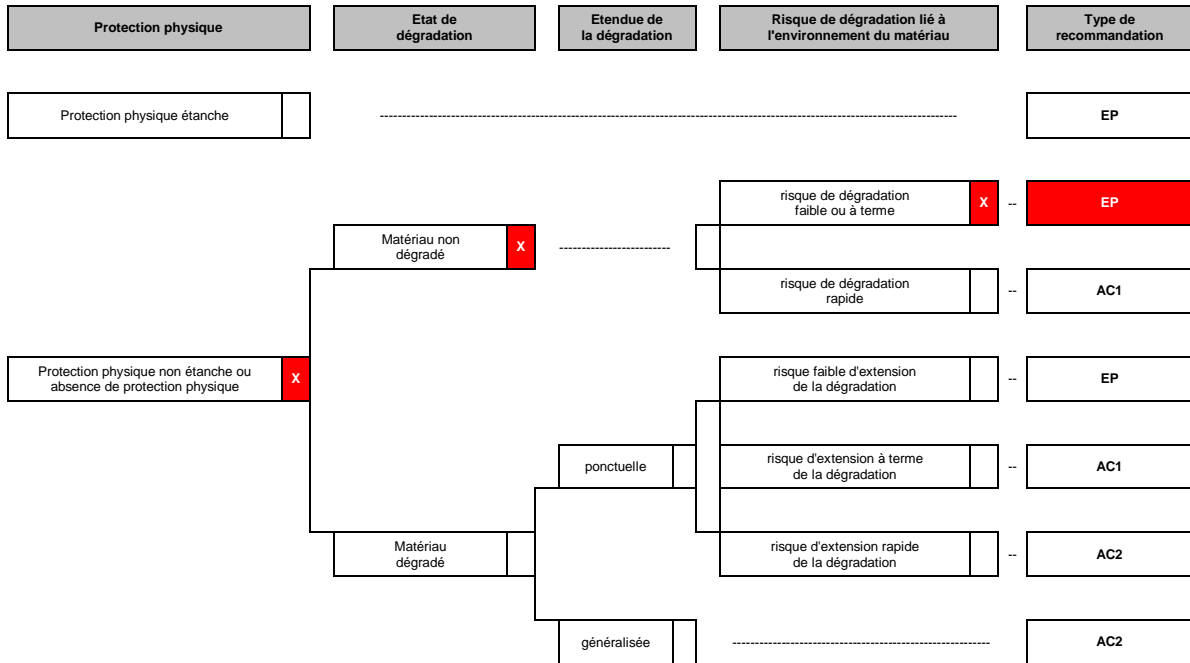 Protection physique
Etat de
dégradation
Etendue de
la dégradation
Risque de dégradation lié à
l'environnement du matériau
Type de
recommandation
Protection physique étanche
EP
risque de dégradation
faible ou à terme
X
--
EP
Matériau non
dégradé
X
risque de dégradation
rapide
--
AC1
Protection physique non étanche ou
absence de protection physique
X
risque faible d'extension
de la dégradation
--
EP
ponctuelle
risque d'extension à terme
de la dégradation
--
AC1
Matériau
dégradé
risque d'extension rapide
de la dégradation
--
AC2
généralisée
AC2